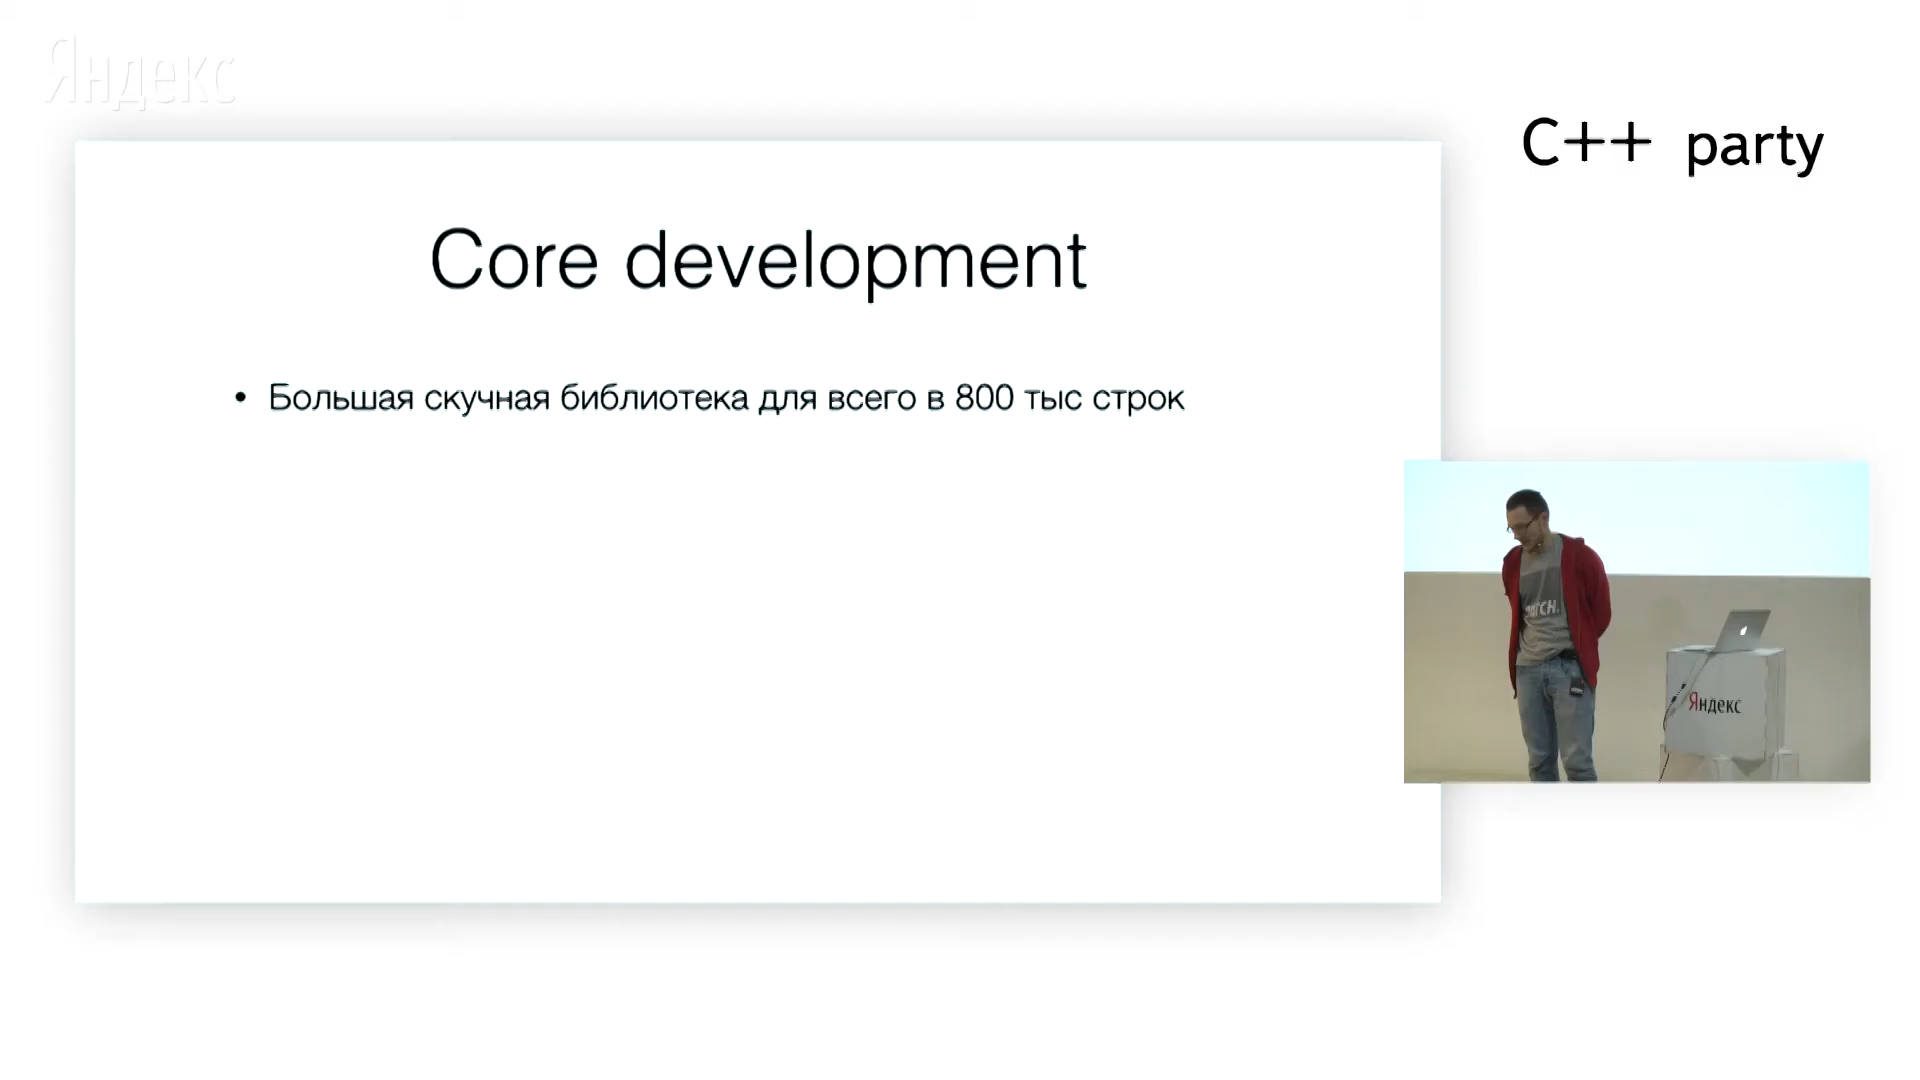 Яндекс
C++ party
Core development
• Большая скучная библиотека для всего в 800 тыс строк
Яндекс